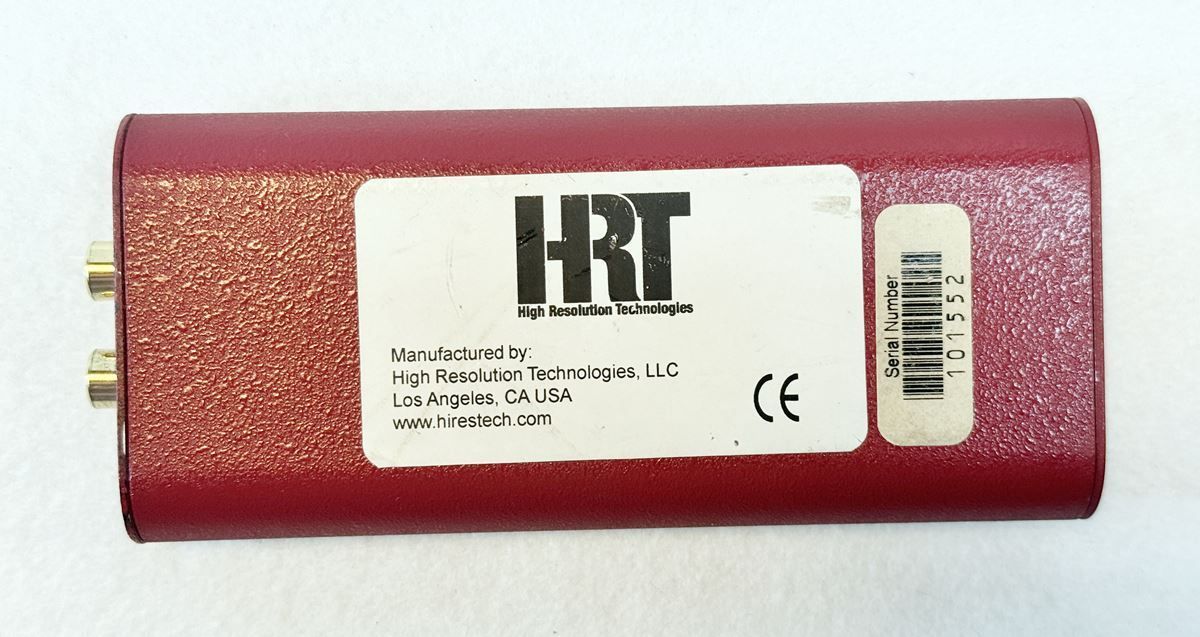 HRT
High Resolution Technologies
Manufactured by:
High Resolution Technologies, LLC
Los Angeles, CA USA
www.hirestech.com
CE
Serial Number
101552